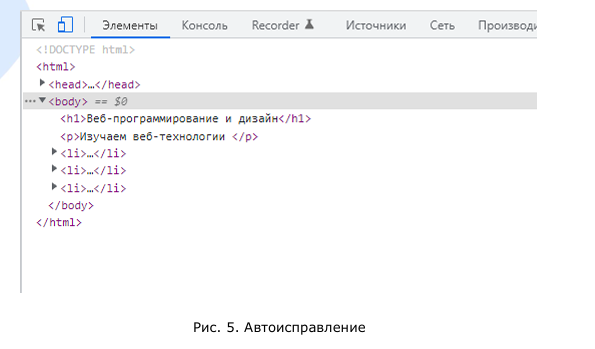 Элементы Консоль Recorder Источники Сеть Производи
<!DOCTYPE html>
<html>
<head>…</head>
<body> == $0
<h1>Веб-программирование и дизайн</h1>
<p>Изучаем веб-технологии </p>
<li>…</li>
<li>…</li>
<li>…</li>
</body>
</html>
Рис. 5. Автоисправление